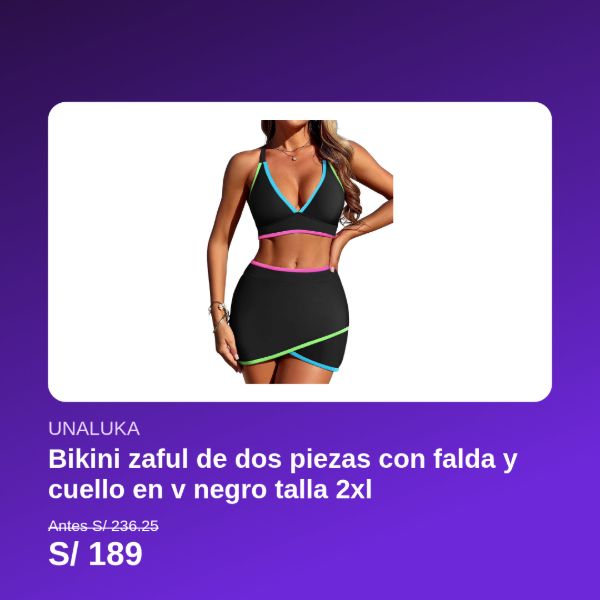 UNALUKA
Bikini zaful de dos piezas con falda y
cuello en v negro talla 2xl
Antes S/ 236.25
S/ 189